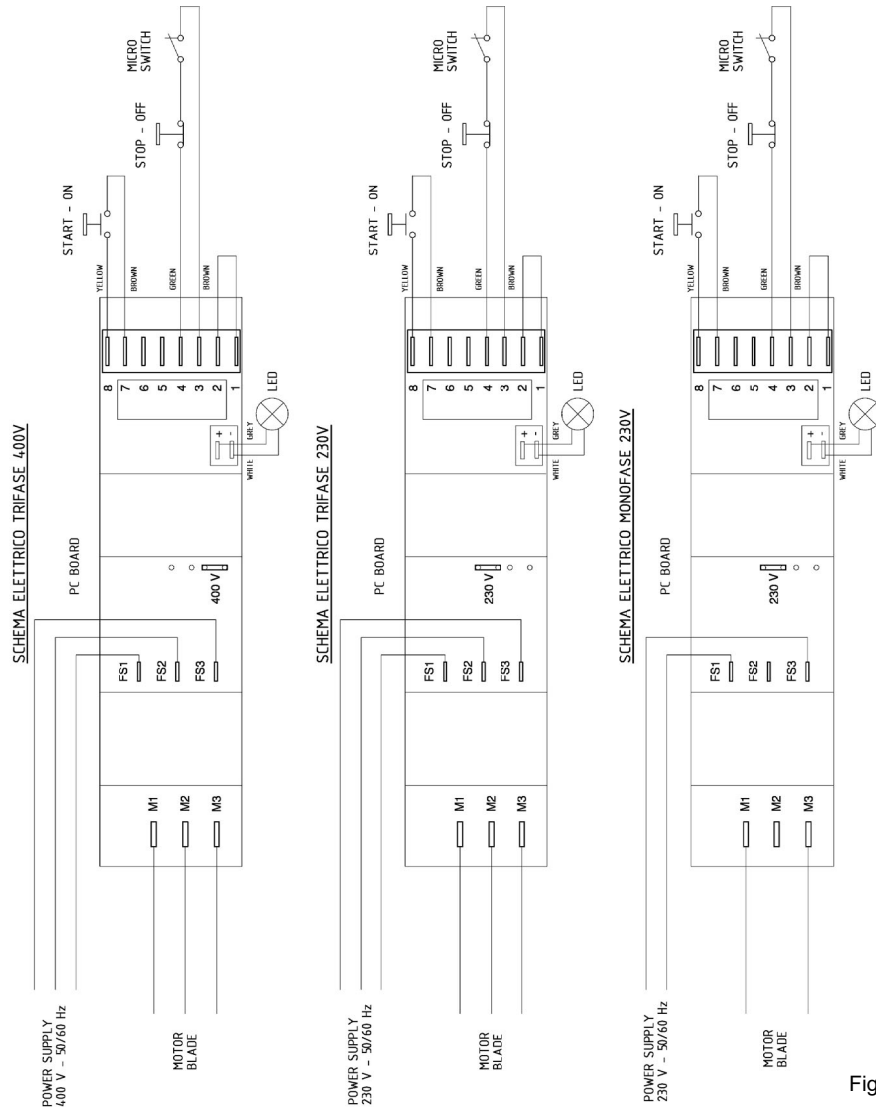 SCHEMA ELETTRICO TRIFASE 400V
START - ON
STOP - OFF
MICRO
SWITCH
YELLOW
BROWN
GREEN
BROWN
8
7
6
5
4
3
2
1
+
-
GREY
WHITE
LED
PC BOARD
400 V
FS1
FS2
FS3
M1
M2
M3
POWER SUPPLY
400 V - 50/60 Hz
MOTOR
BLADE
SCHEMA ELETTRICO TRIFASE 230V
START - ON
STOP - OFF
MICRO
SWITCH
YELLOW
BROWN
GREEN
BROWN
8
7
6
5
4
3
2
1
+
-
GREY
WHITE
LED
PC BOARD
230 V
FS1
FS2
FS3
M1
M2
M3
POWER SUPPLY
230 V - 50/60 Hz
MOTOR
BLADE
SCHEMA ELETTRICO MONOFASE 230V
START - ON
STOP - OFF
MICRO
SWITCH
YELLOW
BROWN
GREEN
BROWN
8
7
6
5
4
3
2
1
+
-
GREY
WHITE
LED
PC BOARD
230 V
FS1
FS2
FS3
M1
M2
M3
POWER SUPPLY
230 V - 50/60 Hz
MOTOR
BLADE
Fig